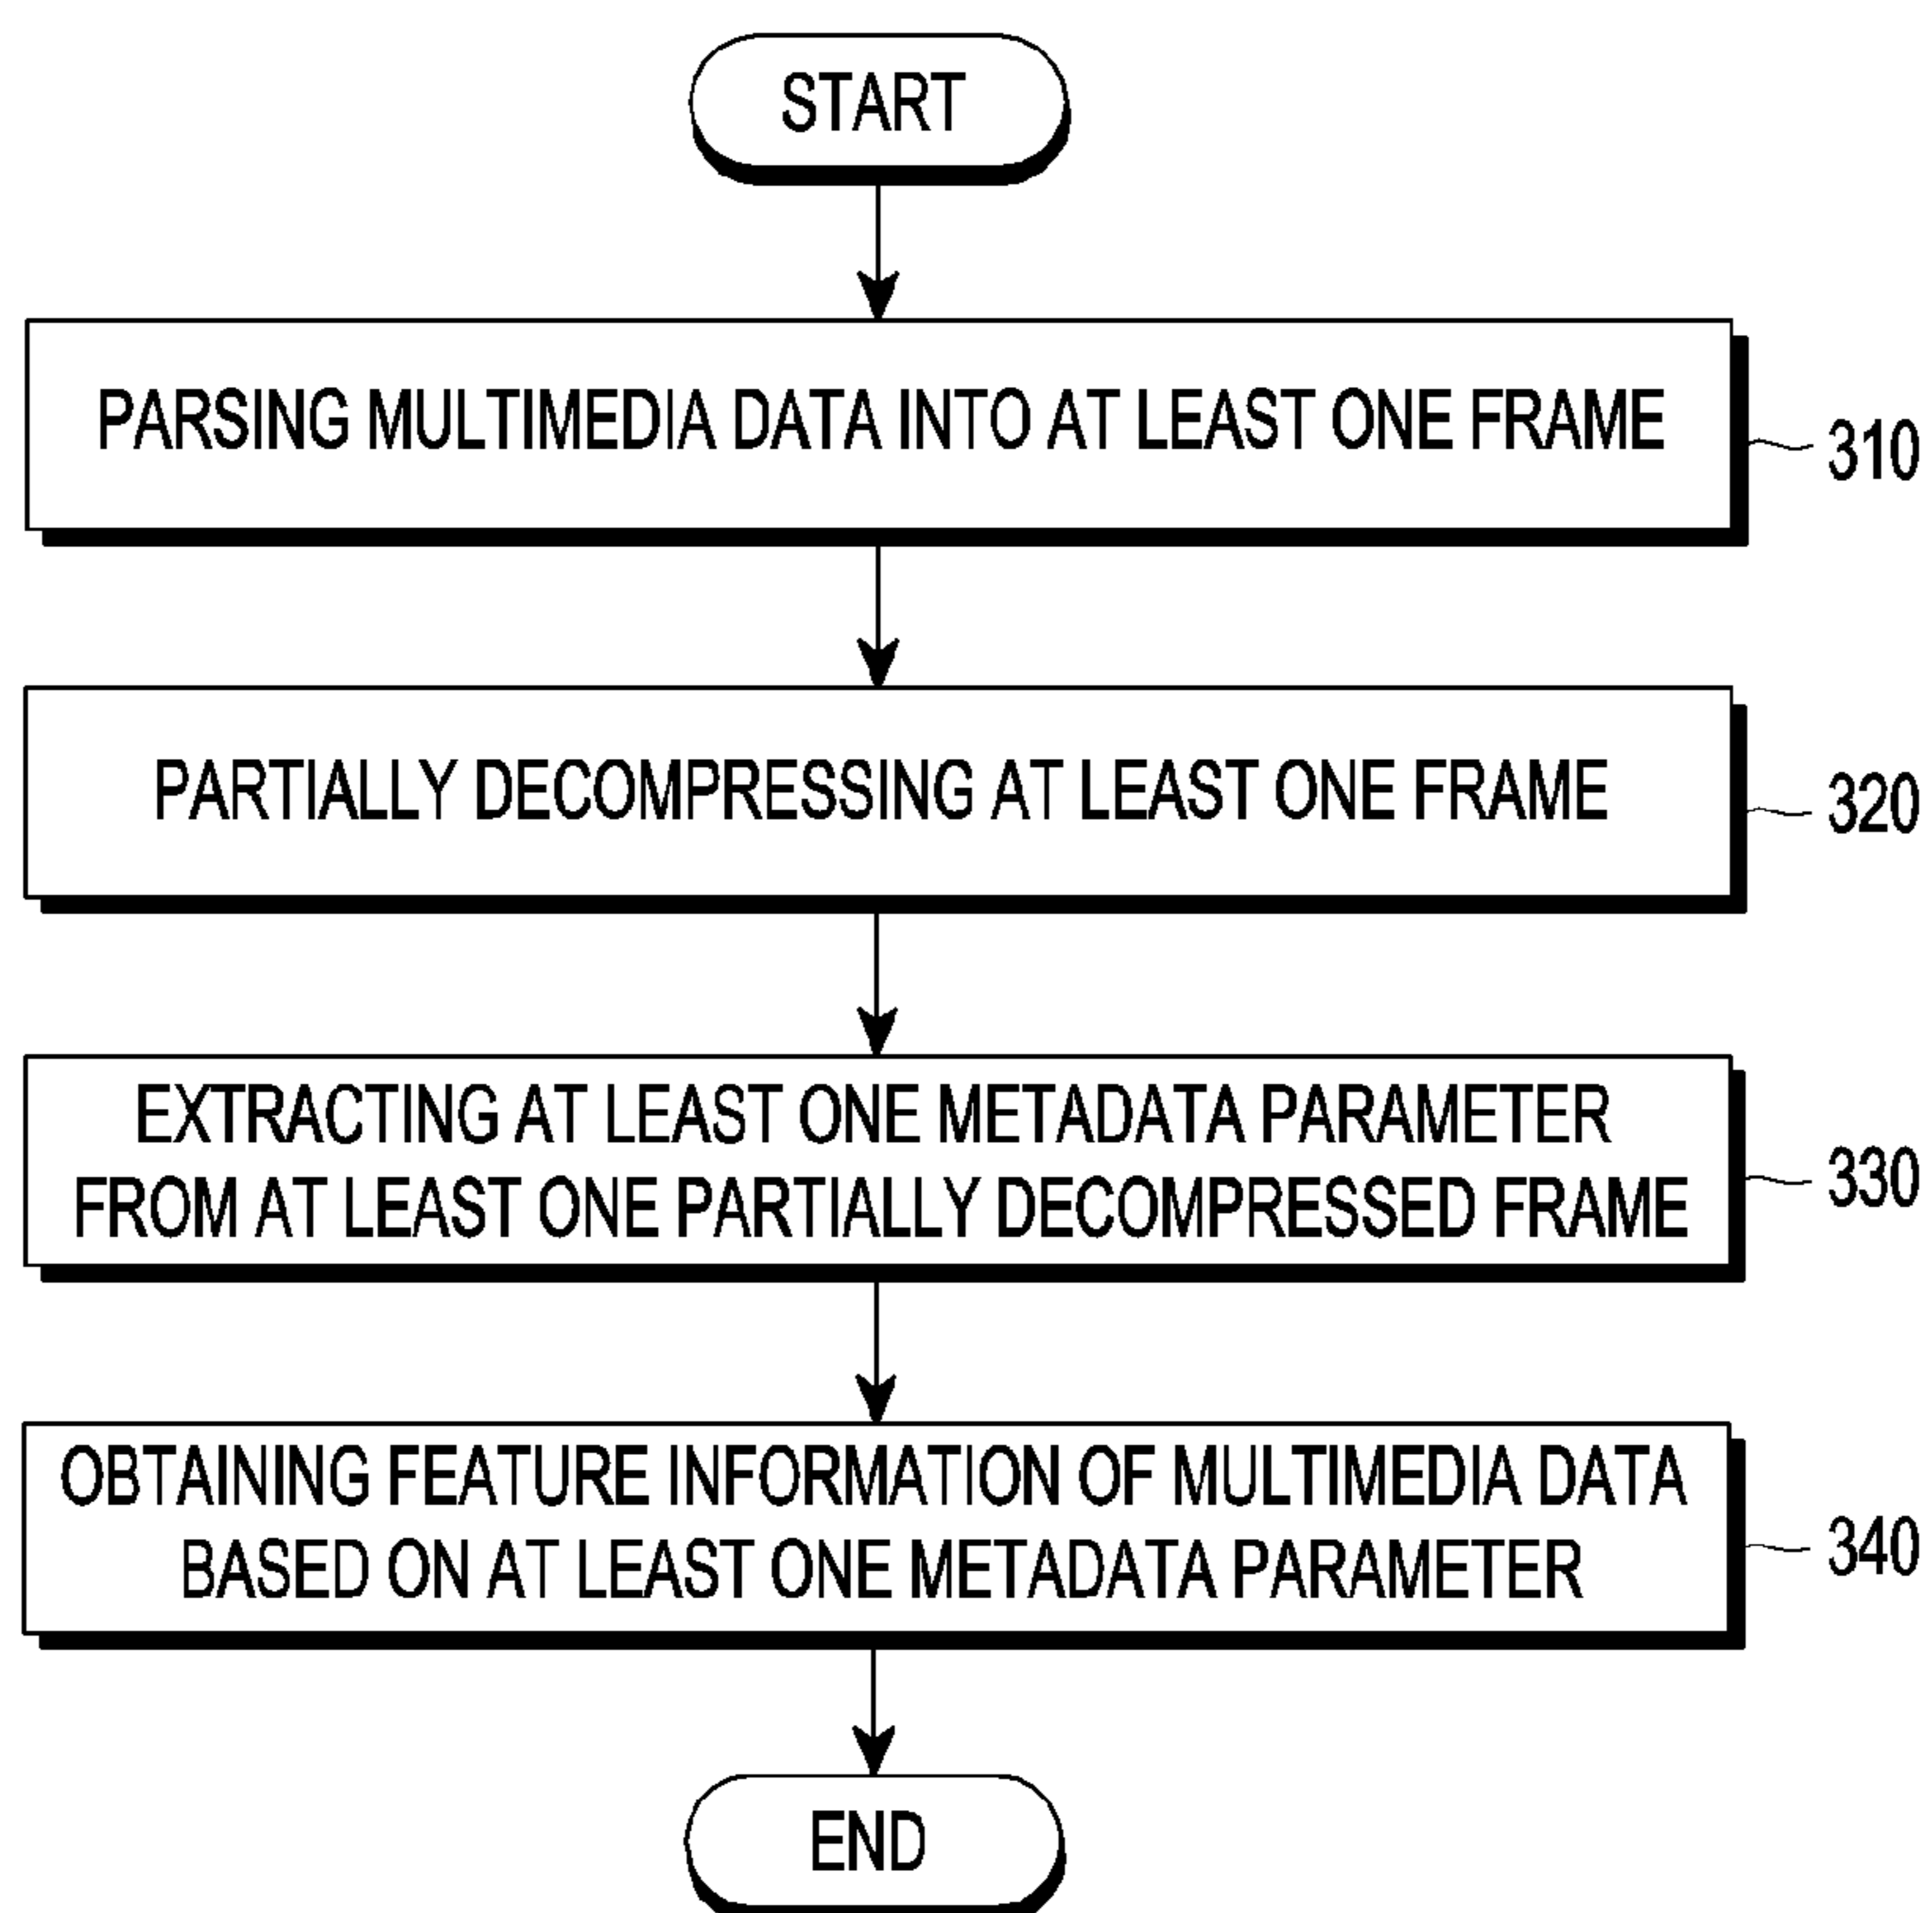 START
PARSING MULTIMEDIA DATA INTO AT LEAST ONE FRAME
310
PARTIALLY DECOMPRESSING AT LEAST ONE FRAME
320
EXTRACTING AT LEAST ONE METADATA PARAMETER
FROM AT LEAST ONE PARTIALLY DECOMPRESSED FRAME
330
OBTAINING FEATURE INFORMATION OF MULTIMEDIA DATA
BASED ON AT LEAST ONE METADATA PARAMETER
340
END